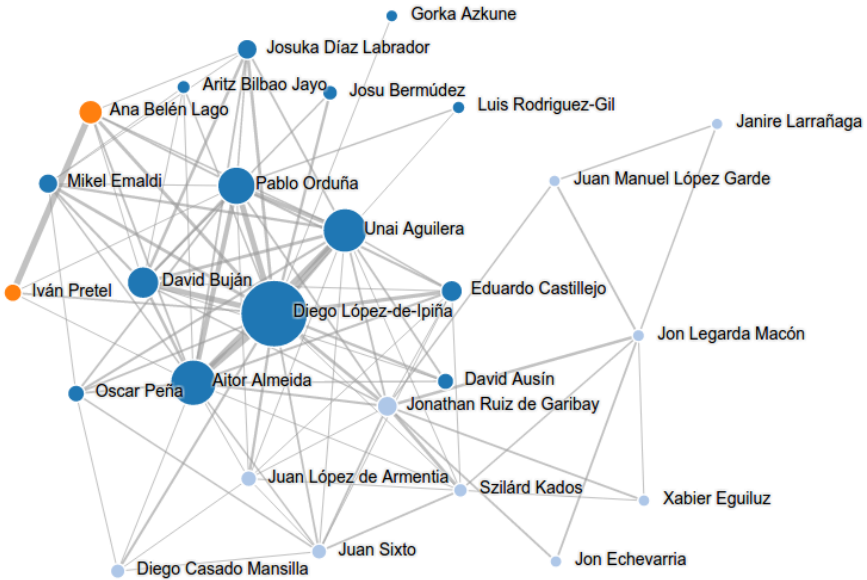 Gorka Azkune
Josuka Díaz Labrador
Aritz Bilbao Jayo
Josu Bermúdez
Ana Belén Lago
Luis Rodriguez-Gil
Janire Larrañaga
Mikel Emaldi
Pablo Orduña
Juan Manuel López Garde
Unai Aguilera
David Buján
Iván Pretel
Eduardo Castillejo
Diego López-de-Ipiña
Jon Legarda Macón
Aitor Almeida
David Ausín
Oscar Peña
Jonathan Ruiz de Garibay
Juan López de Armentia
Szilárd Kados
Xabier Eguiluz
Juan Sixto
Jon Echevarria
Diego Casado Mansilla